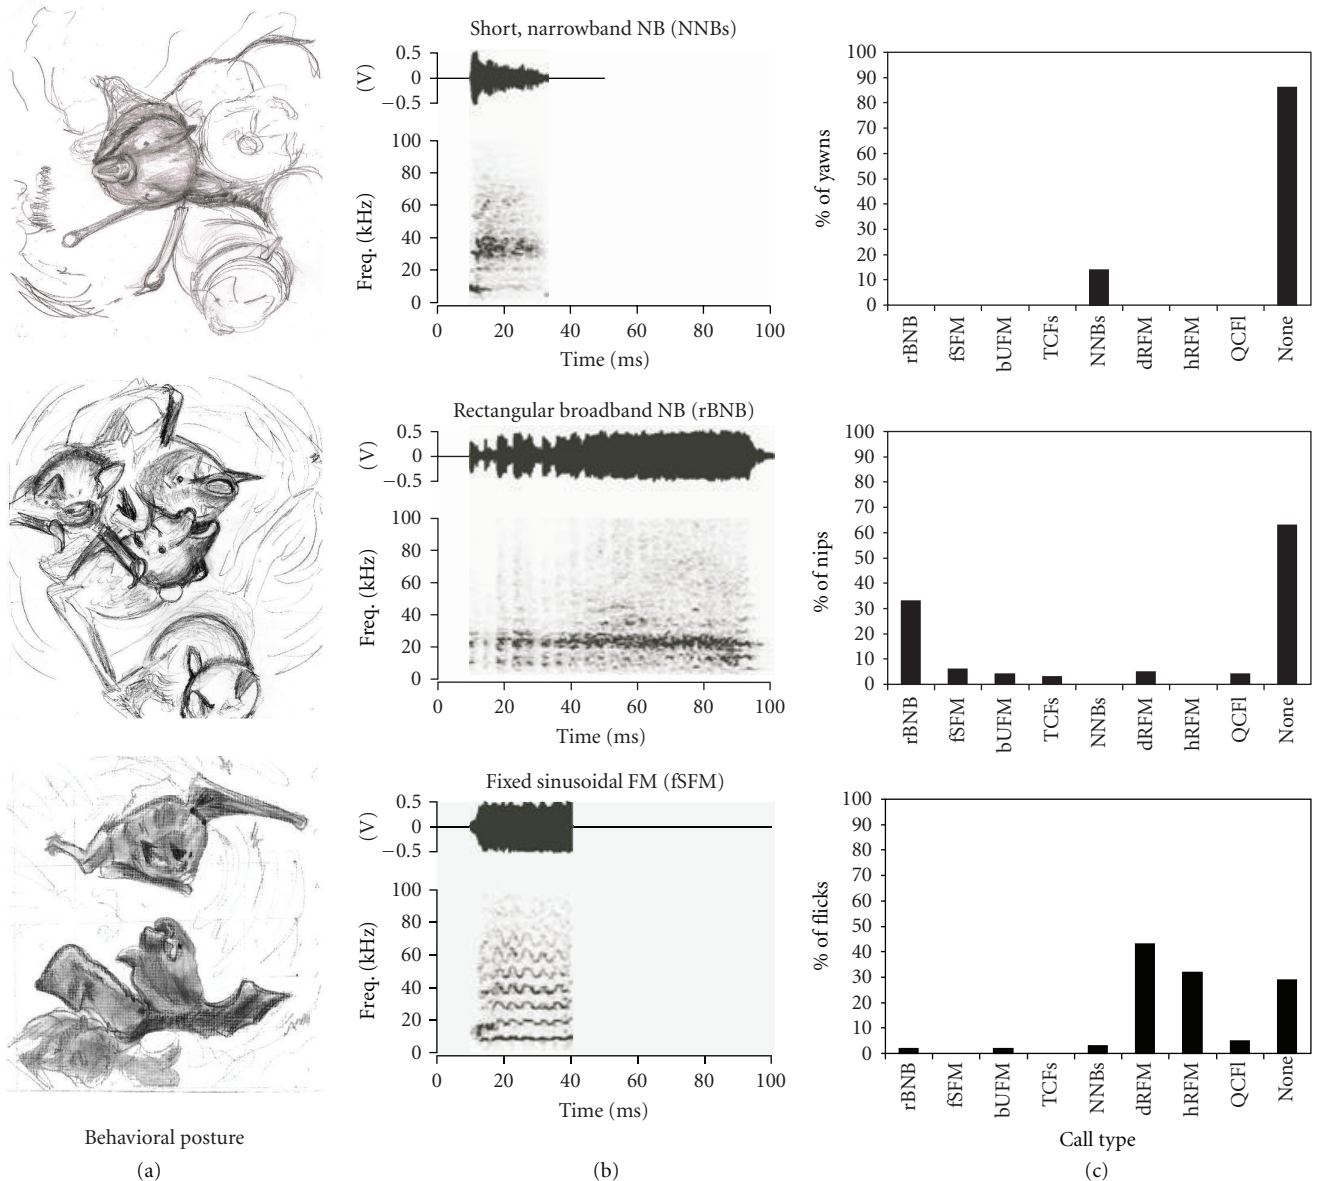 Short, narrowband NB (NNBs)
0.5
0
−0.5
(V)
100
80
60
40
20
0
Freq. (kHz)
0 20 40 60 80 100
Time (ms)
100
90
80
70
60
50
40
30
20
10
0
% of yawns
rBNB fSFM bUFM TCFs NNBs dRFM hRFM QCFl None
Rectangular broadband NB (rBNB)
0.5
0
−0.5
(V)
100
80
60
40
20
0
Freq. (kHz)
0 20 40 60 80 100
Time (ms)
100
90
80
70
60
50
40
30
20
10
0
% of nips
rBNB fSFM bUFM TCFs NNBs dRFM hRFM QCFl None
Fixed sinusoidal FM (fSFM)
0.5
0
−0.5
(V)
100
80
60
40
20
0
Freq. (kHz)
0 20 40 60 80 100
Time (ms)
100
90
80
70
60
50
40
30
20
10
0
% of flicks
rBNB fSFM bUFM TCFs NNBs dRFM hRFM QCFl None
Behavioral posture
Call type
(a) (b) (c)